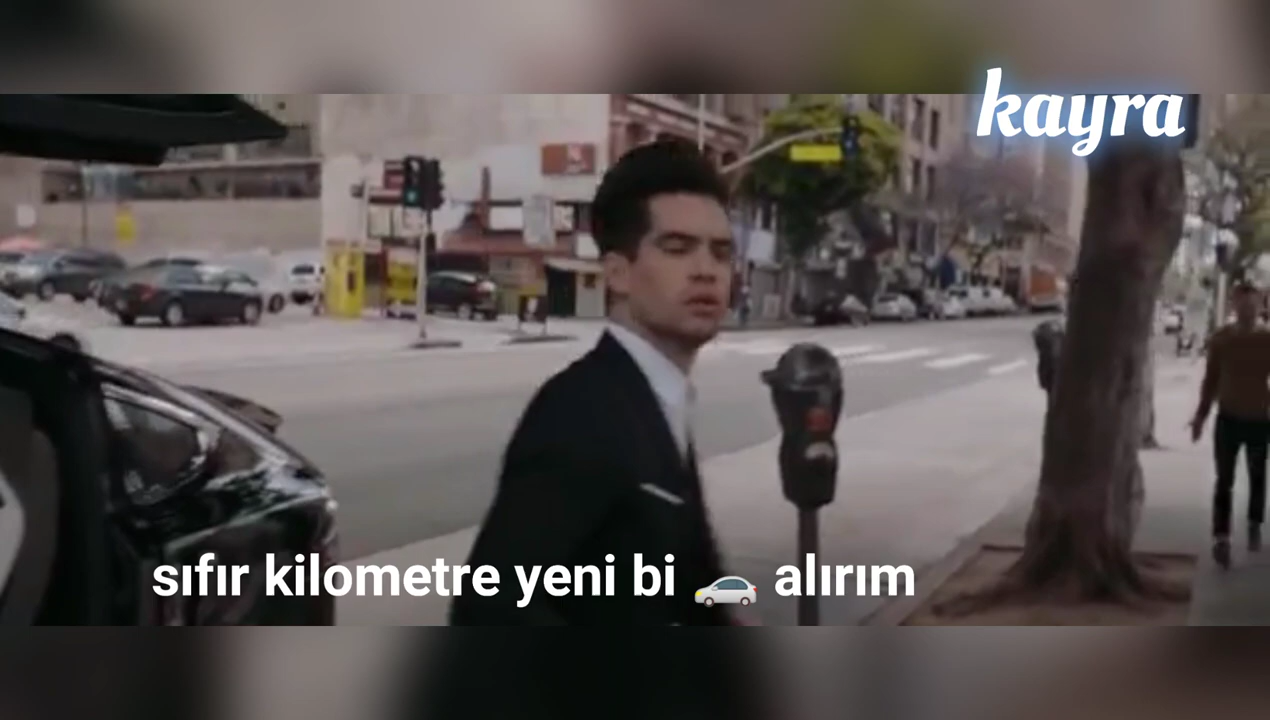 kayra
sıfır kilometre yeni bi 🚗 alırım